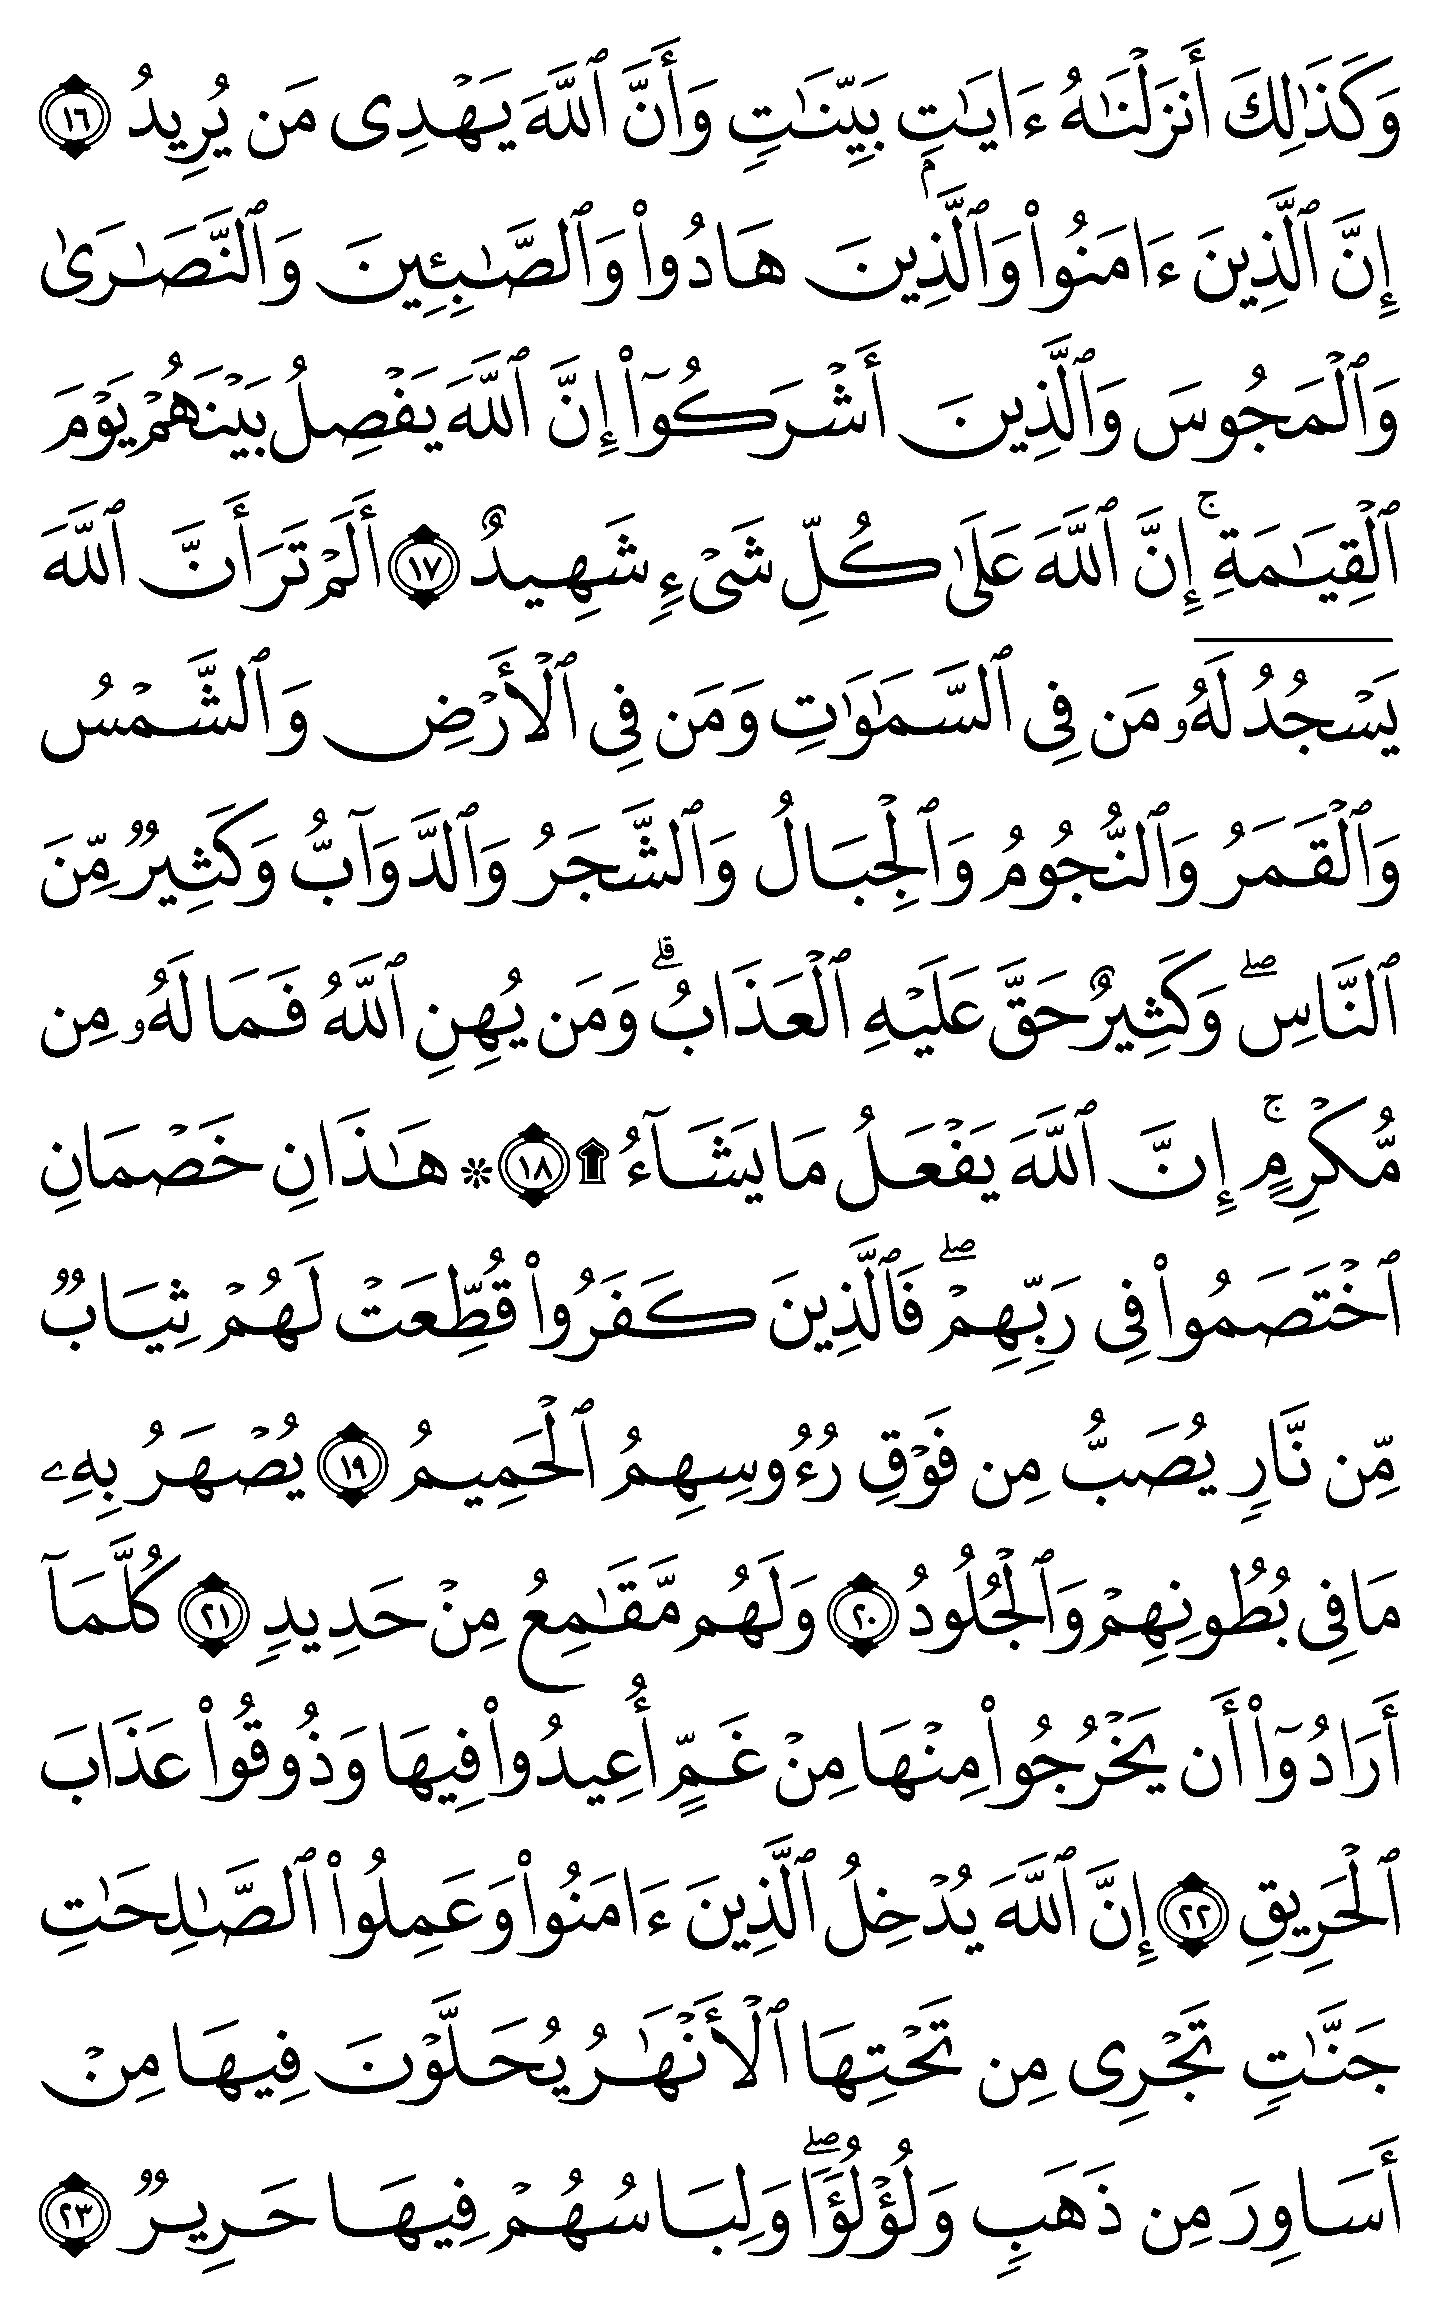 وَكَذَٰلِكَ أَنزَلْنَٰهُ ءَايَٰتٍۭ بَيِّنَٰتٍ وَأَنَّ ٱللَّهَ يَهْدِى مَن يُرِيدُ ١٦
إِنَّ ٱلَّذِينَ ءَامَنُوا۟ وَٱلَّذِينَ هَادُوا۟ وَٱلصَّٰبِـِٔينَ وَٱلنَّصَٰرَىٰ
وَٱلْمَجُوسَ وَٱلَّذِينَ أَشْرَكُوٓا۟ إِنَّ ٱللَّهَ يَفْصِلُ بَيْنَهُمْ يَوْمَ
ٱلْقِيَٰمَةِ ۚ إِنَّ ٱللَّهَ عَلَىٰ كُلِّ شَىْءٍ شَهِيدٌ ١٧ أَلَمْ تَرَ أَنَّ ٱللَّهَ
يَسْجُدُ لَهُۥ مَن فِى ٱلسَّمَٰوَٰتِ وَمَن فِى ٱلْأَرْضِ وَٱلشَّمْسُ
وَٱلْقَمَرُ وَٱلنُّجُومُ وَٱلْجِبَالُ وَٱلشَّجَرُ وَٱلدَّوَآبُّ وَكَثِيرٌ مِّنَ
ٱلنَّاسِ ۖ وَكَثِيرٌ حَقَّ عَلَيْهِ ٱلْعَذَابُ ۗ وَمَن يُهِنِ ٱللَّهُ فَمَا لَهُۥ مِن
مُّكْرِمٍ ۚ إِنَّ ٱللَّهَ يَفْعَلُ مَا يَشَآءُ ۩ ١٨ ۞ هَٰذَانِ خَصْمَانِ
ٱخْتَصَمُوا۟ فِى رَبِّهِمْ ۖ فَٱلَّذِينَ كَفَرُوا۟ قُطِّعَتْ لَهُمْ ثِيَابٌ
مِّن نَّارٍ يُصَبُّ مِن فَوْقِ رُءُوسِهِمُ ٱلْحَمِيمُ ١٩ يُصْهَرُ بِهِۦ
مَا فِى بُطُونِهِمْ وَٱلْجُلُودُ ٢٠ وَلَهُم مَّقَٰمِعُ مِنْ حَدِيدٍ ٢١ كُلَّمَآ
أَرَادُوٓا۟ أَن يَخْرُجُوا۟ مِنْهَا مِنْ غَمٍّ أُعِيدُوا۟ فِيهَا وَذُوقُوا۟ عَذَابَ
ٱلْحَرِيقِ ٢٢ إِنَّ ٱللَّهَ يُدْخِلُ ٱلَّذِينَ ءَامَنُوا۟ وَعَمِلُوا۟ ٱلصَّٰلِحَٰتِ
جَنَّٰتٍ تَجْرِى مِن تَحْتِهَا ٱلْأَنْهَٰرُ يُحَلَّوْنَ فِيهَا مِنْ
أَسَاوِرَ مِن ذَهَبٍ وَلُؤْلُؤًا ۖ وَلِبَاسُهُمْ فِيهَا حَرِيرٌ ٢٣